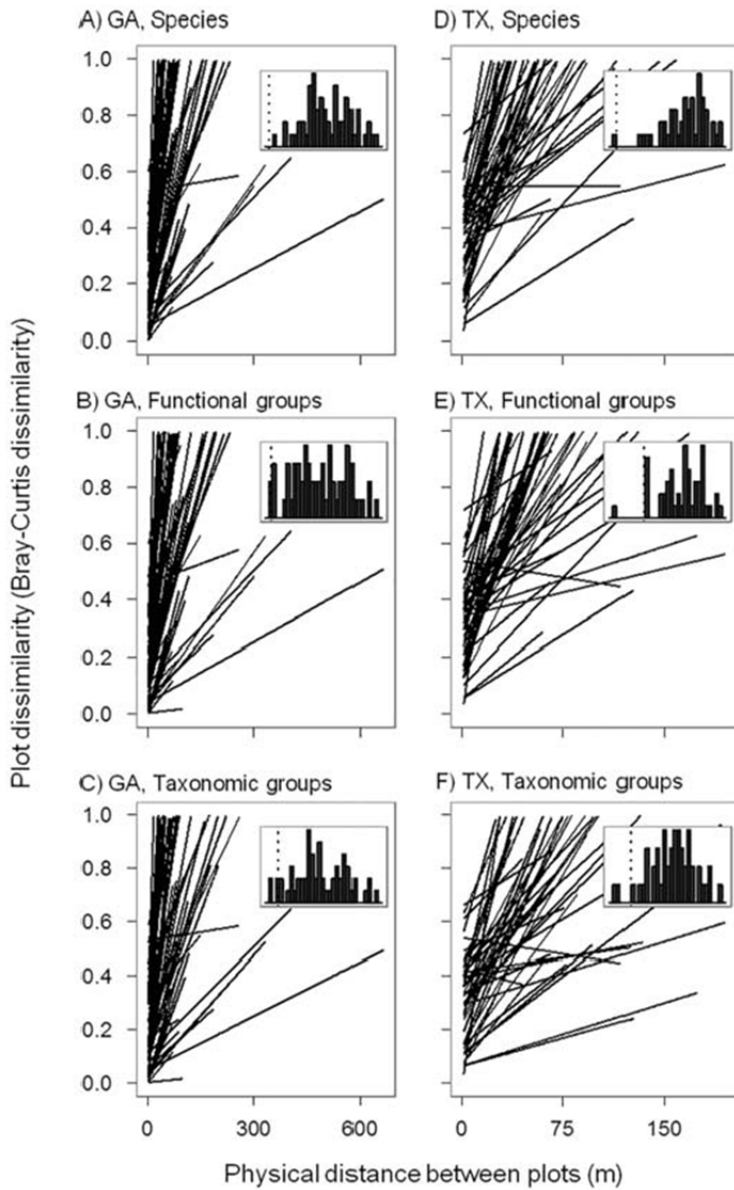 A) GA, Species
D) TX, Species
1.0
0.8
0.6
0.4
0.2
0.0
B) GA, Functional groups
E) TX, Functional groups
1.0
0.8
0.6
0.4
0.2
0.0
C) GA, Taxonomic groups
F) TX, Taxonomic groups
1.0
0.8
0.6
0.4
0.2
0.0
0 300 600
0 75 150
Plot dissimilarity (Bray-Curtis dissimilarity)
Physical distance between plots (m)